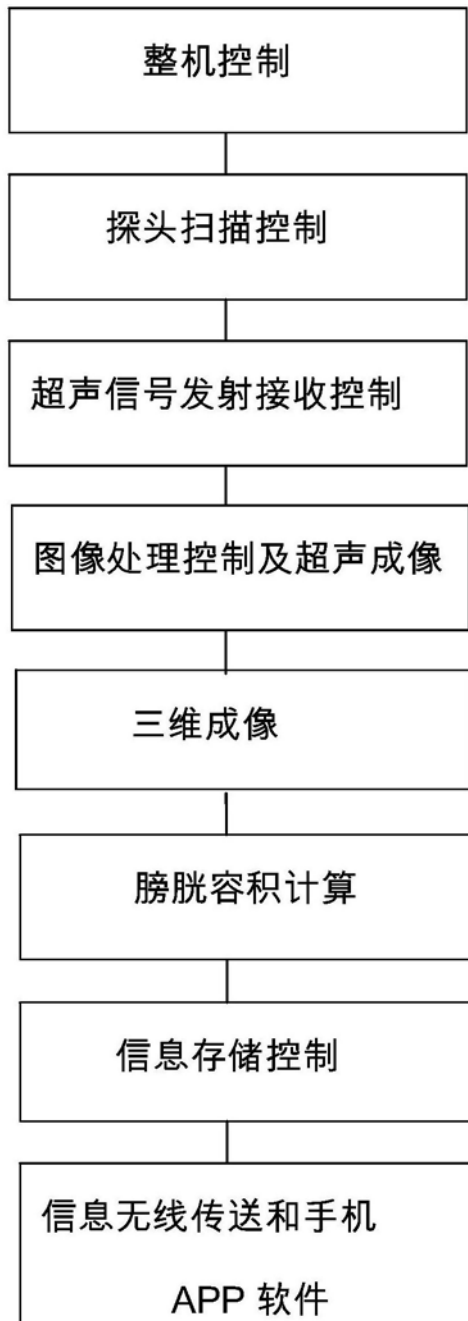 整机控制
探头扫描控制
超声信号发射接收控制
图像处理控制及超声成像
三维成像
膀胱容积计算
信息存储控制
信息无线传送和手机
APP 软件